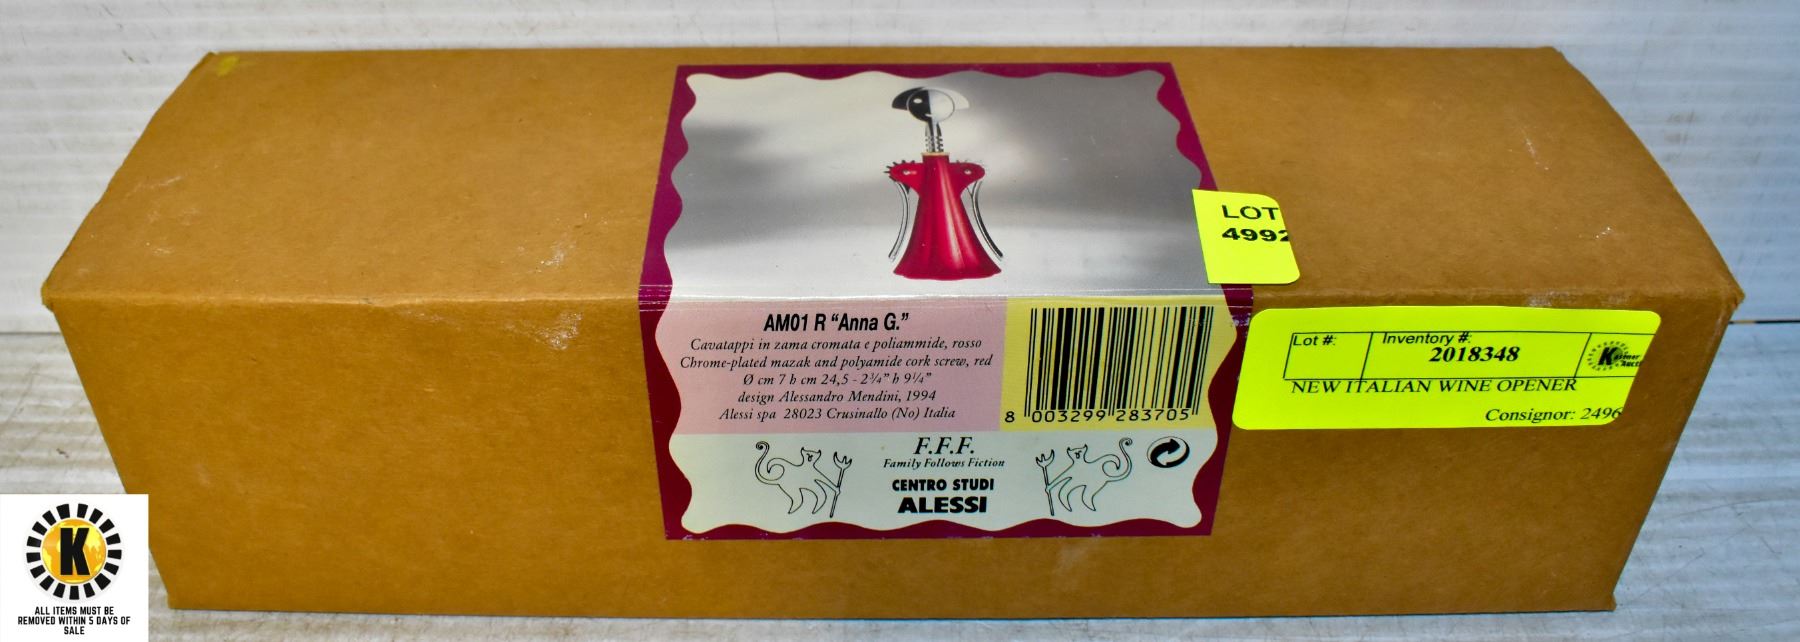 LOT
4992
AM01 R “Anna G.”
Cavatappi in zama cromata e poliammide, rosso
Chrome-plated mazak and polyamide cork screw, red
Ø cm 7 h cm 24,5 - 2¾” h 9¼”
design Alessandro Mendini, 1994
Alessi spa 28023 Crusinallo (No) Italia
8 003299 283705
F.F.F.
Family Follows Fiction
CENTRO STUDI
ALESSI
Lot #:
Inventory #:
2018348
NEW ITALIAN WINE OPENER
Consignor: 2496
K
ALL ITEMS MUST BE
REMOVED WITHIN 5 DAYS OF
SALE